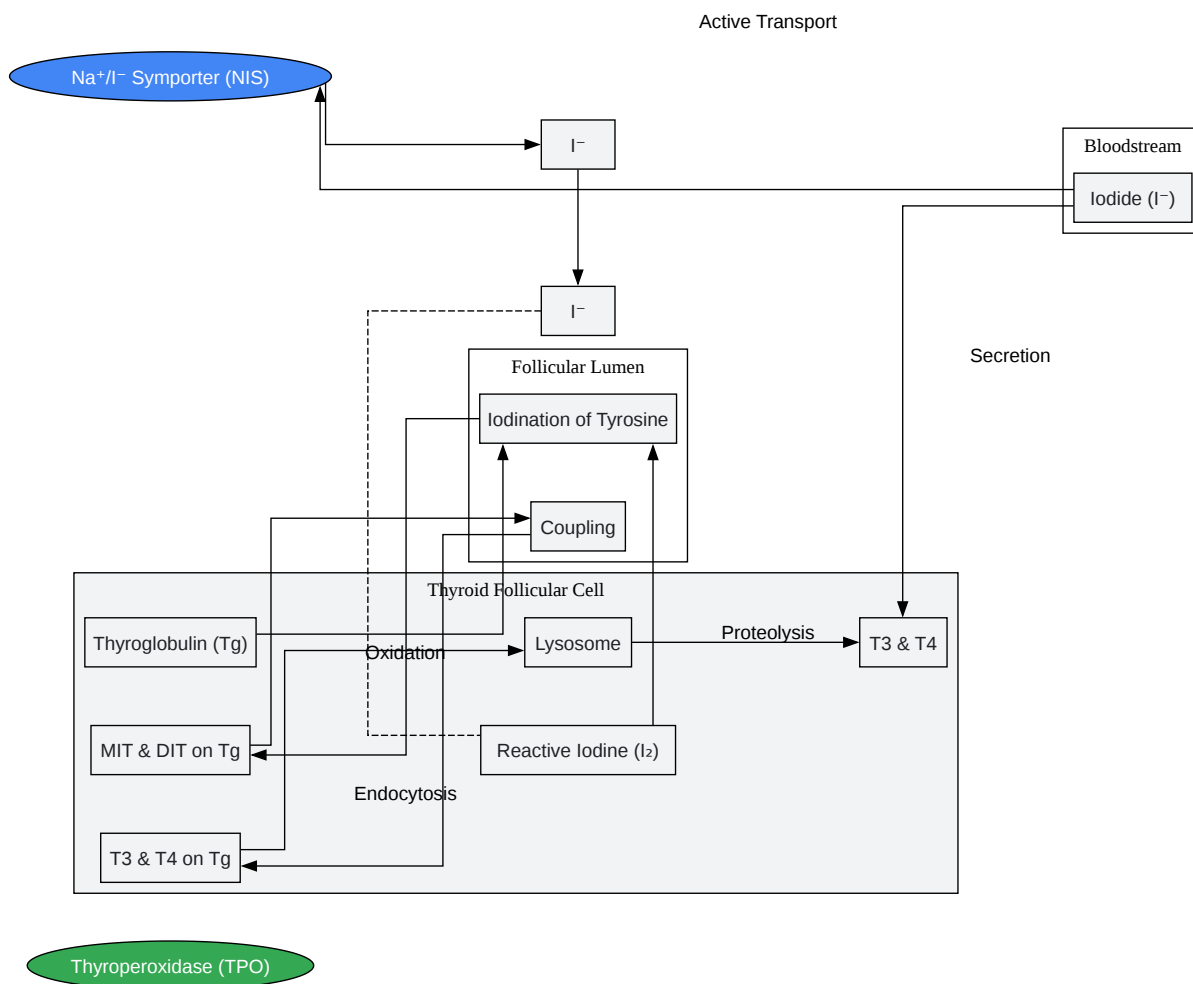 Active Transport
Na⁺/I⁻ Symporter (NIS)
I⁻
Bloodstream
Iodide (I⁻)
I⁻
Secretion
Follicular Lumen
Iodination of Tyrosine
Coupling
Thyroid Follicular Cell
Thyroglobulin (Tg)
Oxidation
Lysosome
Proteolysis
T3 & T4
MIT & DIT on Tg
Reactive Iodine (I₂)
Endocytosis
T3 & T4 on Tg
Thyroperoxidase (TPO)